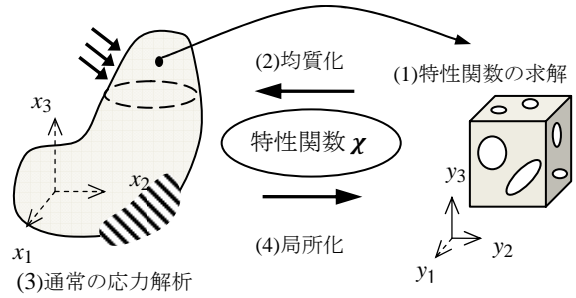 (2)均質化
(1)特性関数の求解
x3
特性関数 χ
x2
y3
(4)局所化
x1
y2
y1
(3)通常の応力解析